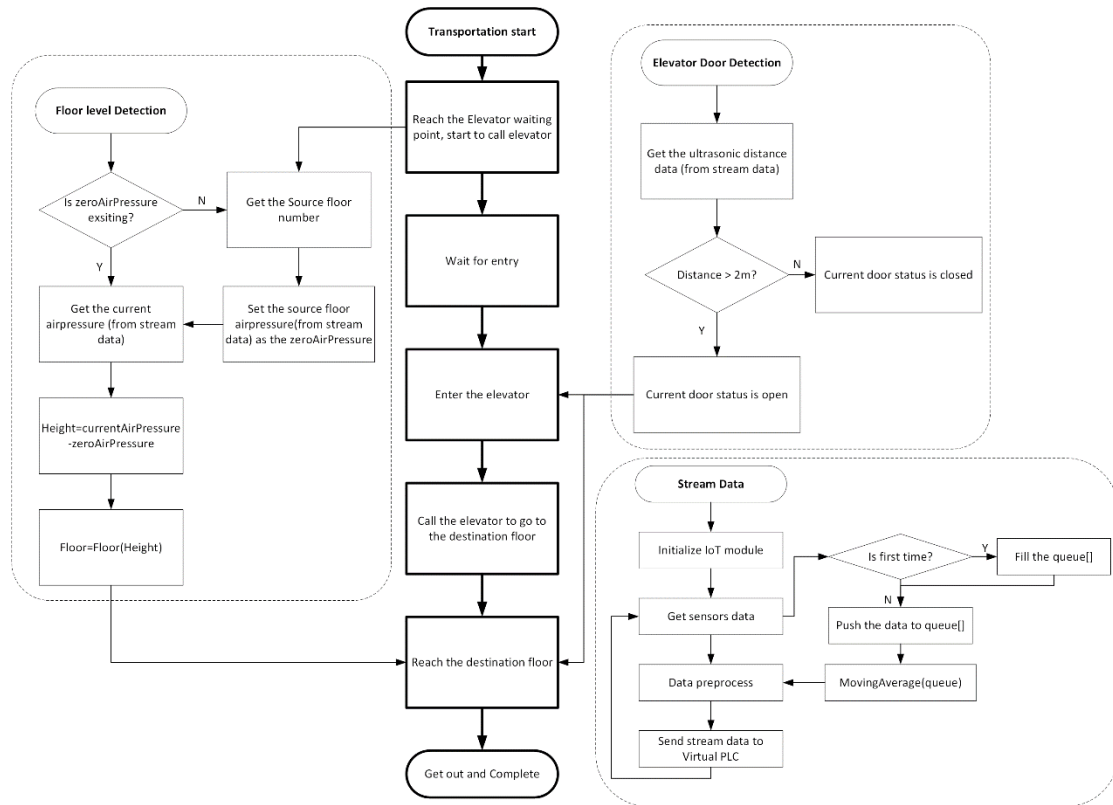 Transportation start
Reach the Elevator waiting
point, start to call elevator
Wait for entry
Enter the elevator
Call the elevator to go to
the destination floor
Reach the destination floor
Get out and Complete
Floor level Detection
Is zeroAirPressure
exsiting?
N
Y
Get the Source floor
number
Set the source floor
airpressure(from stream
data) as the zeroAirPressure
Get the current
airpressure (from stream
data)
Height=currentAirPressure
-zeroAirPressure
Floor=Floor(Height)
Elevator Door Detection
Get the ultrasonic distance
data (from stream data)
Distance > 2m?
N
Y
Current door status is closed
Current door status is open
Stream Data
Initialize IoT module
Get sensors data
Is first time?
Y
N
Fill the queue[]
Push the data to queue[]
MovingAverage(queue)
Data preprocess
Send stream data to
Virtual PLC